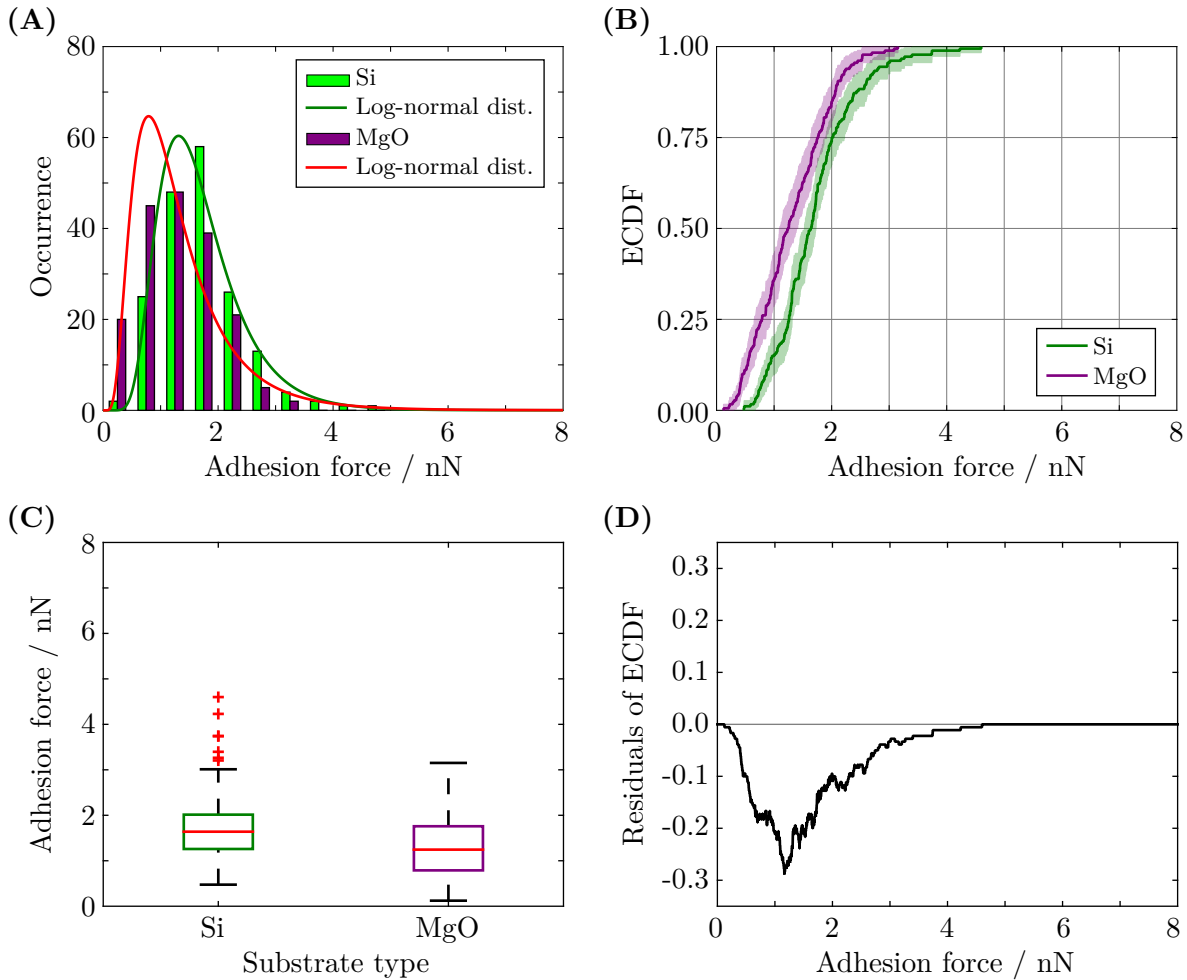 (A)
80
60
40
20
0
Occurrence
Si
Log-normal dist.
MgO
Log-normal dist.
0 2 4 6 8
Adhesion force / nN
(B)
1.00
0.75
0.50
0.25
0.00
ECDF
Si
MgO
0 2 4 6 8
Adhesion force / nN
(C)
8
6
4
2
0
Adhesion force / nN
Si MgO
Substrate type
(D)
0.3
0.2
0.1
0.0
-0.1
-0.2
-0.3
Residuals of ECDF
0 2 4 6 8
Adhesion force / nN